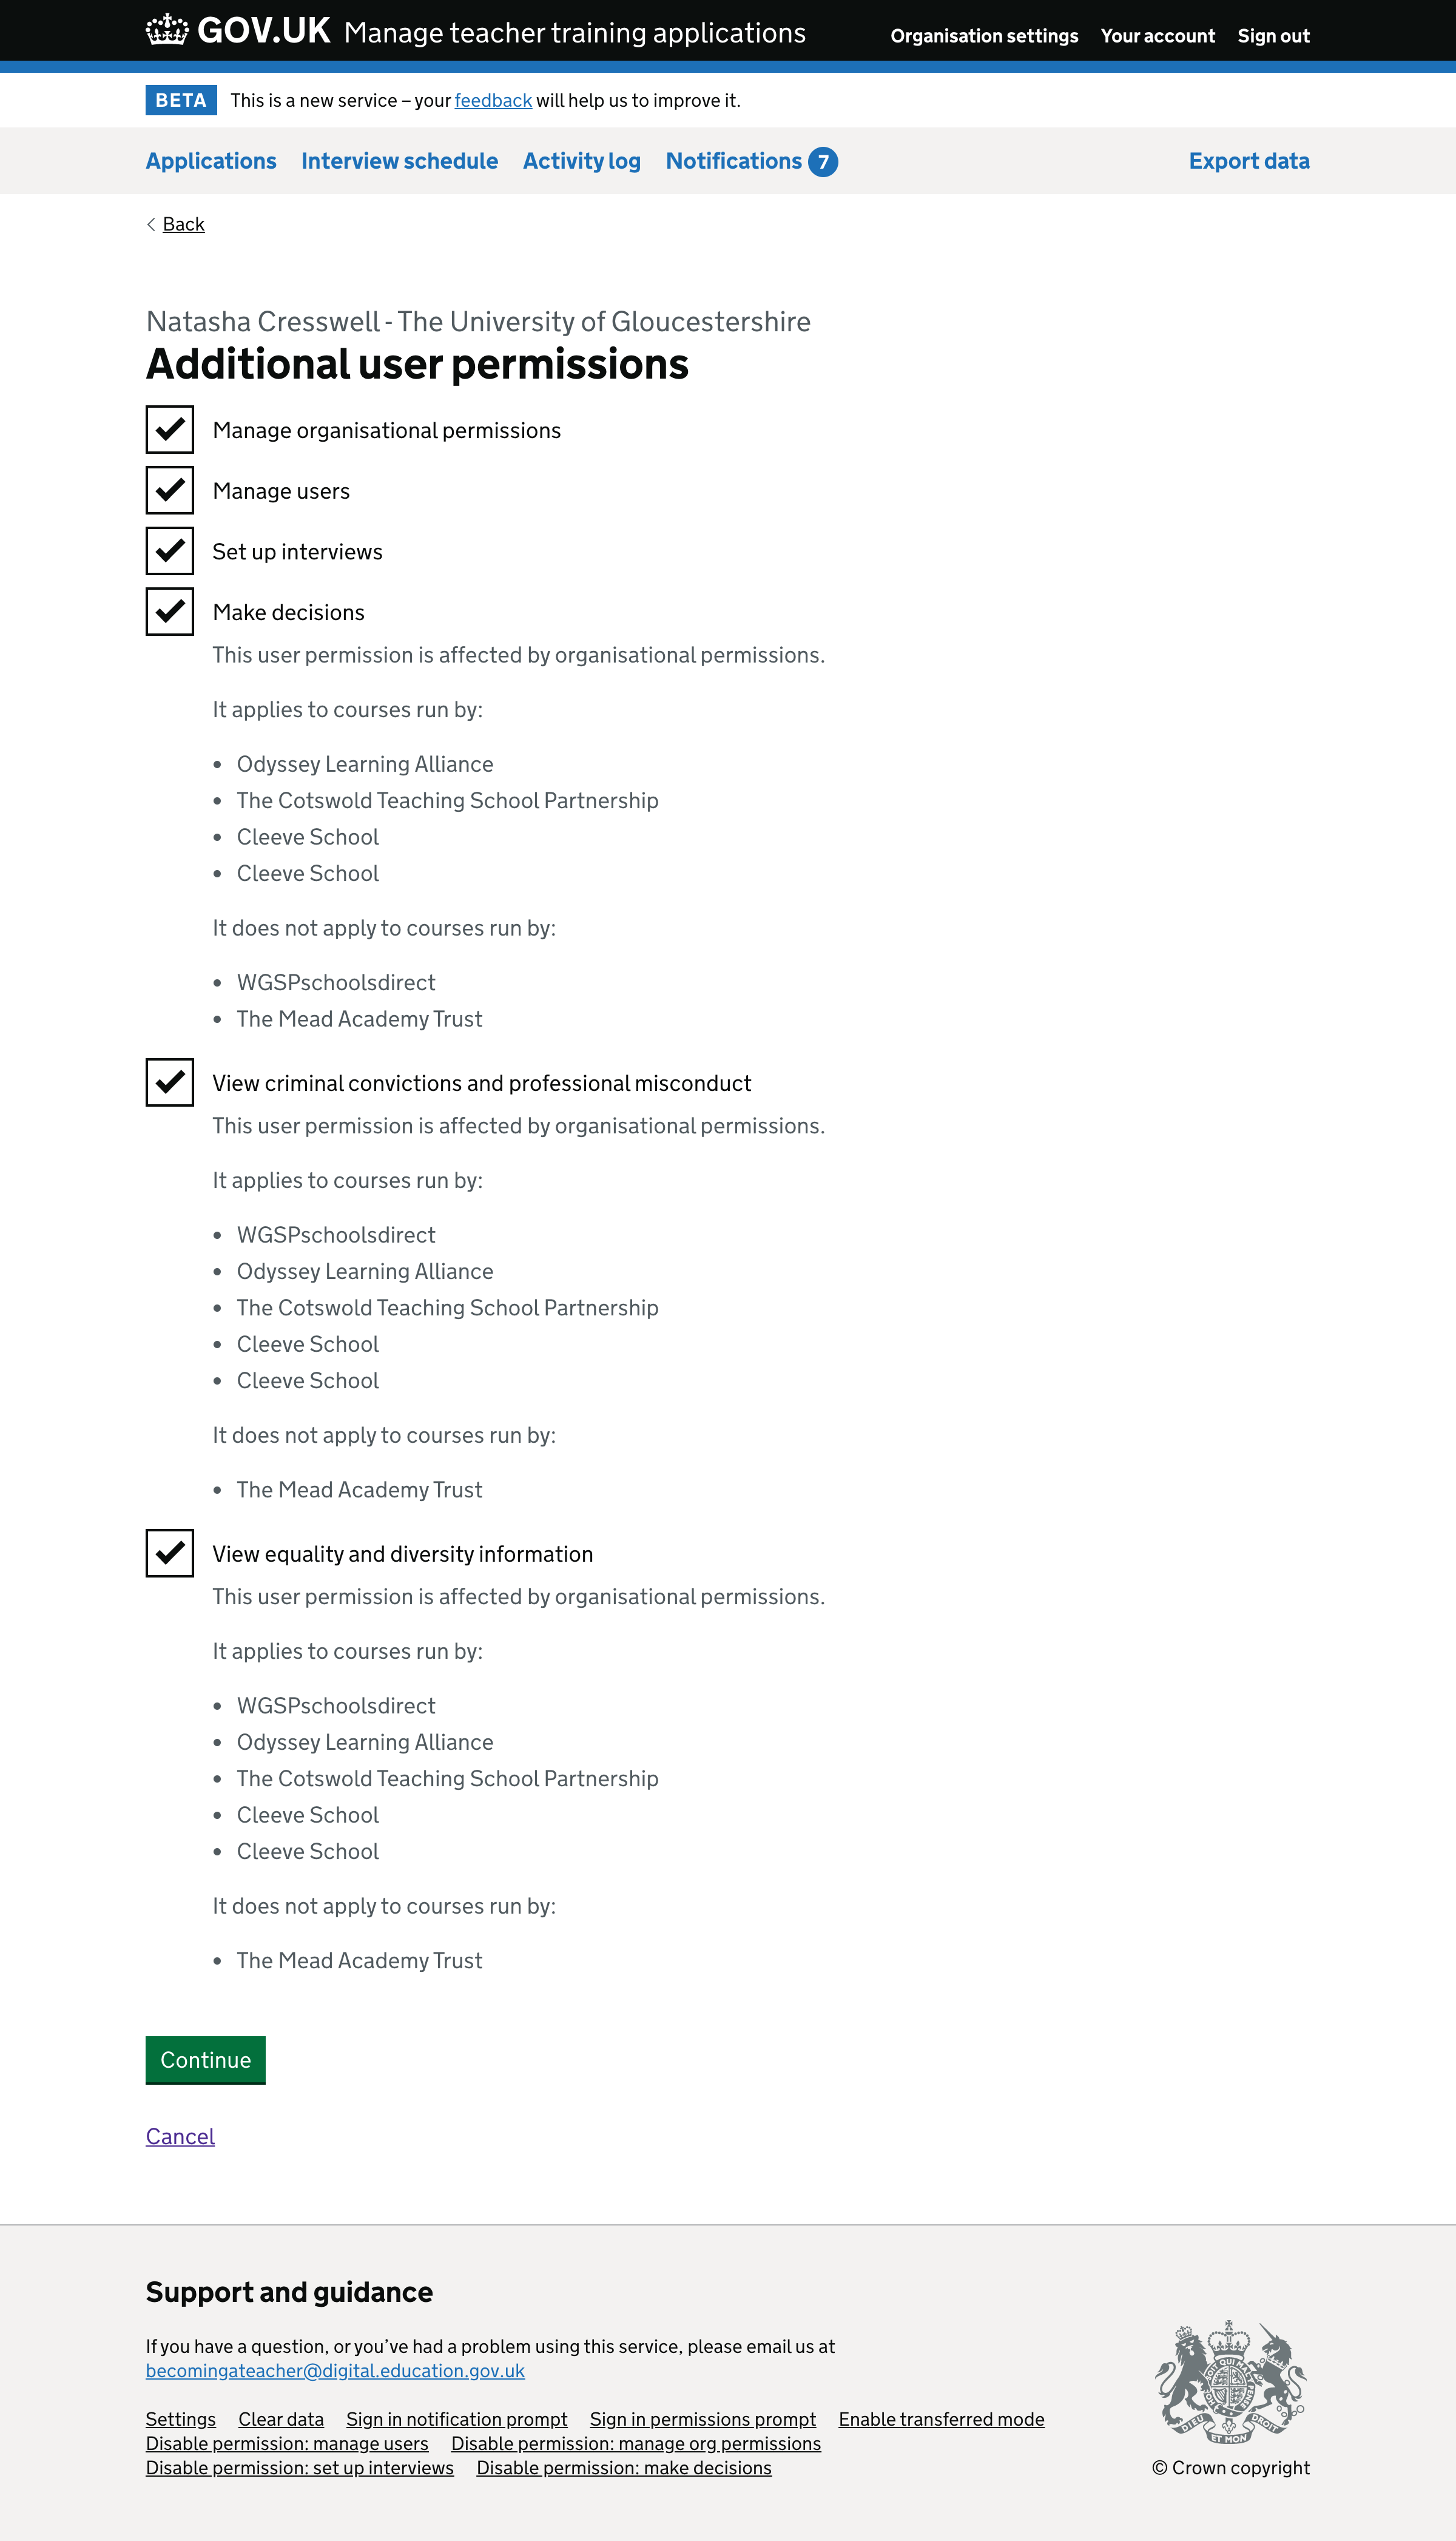 GOV.UK Manage teacher training applications
Organisation settings Your account Sign out
BETA This is a new service – your feedback will help us to improve it.
Applications Interview schedule Activity log Notifications 7 Export data
Back
Natasha Cresswell - The University of Gloucestershire
Additional user permissions
Manage organisational permissions
Manage users
Set up interviews
Make decisions
This user permission is affected by organisational permissions.
It applies to courses run by:
• Odyssey Learning Alliance
• The Cotswold Teaching School Partnership
• Cleeve School
• Cleeve School
It does not apply to courses run by:
• WGSPschoolsdirect
• The Mead Academy Trust
View criminal convictions and professional misconduct
This user permission is affected by organisational permissions.
It applies to courses run by:
• WGSPschoolsdirect
• Odyssey Learning Alliance
• The Cotswold Teaching School Partnership
• Cleeve School
• Cleeve School
It does not apply to courses run by:
• The Mead Academy Trust
View equality and diversity information
This user permission is affected by organisational permissions.
It applies to courses run by:
• WGSPschoolsdirect
• Odyssey Learning Alliance
• The Cotswold Teaching School Partnership
• Cleeve School
• Cleeve School
It does not apply to courses run by:
• The Mead Academy Trust
Continue
Cancel
Support and guidance
If you have a question, or you’ve had a problem using this service, please email us at
becomingateacher@digital.education.gov.uk
Settings Clear data Sign in notification prompt Sign in permissions prompt Enable transferred mode
Disable permission: manage users Disable permission: manage org permissions
Disable permission: set up interviews Disable permission: make decisions
DIEU ET MON DROIT
© Crown copyright